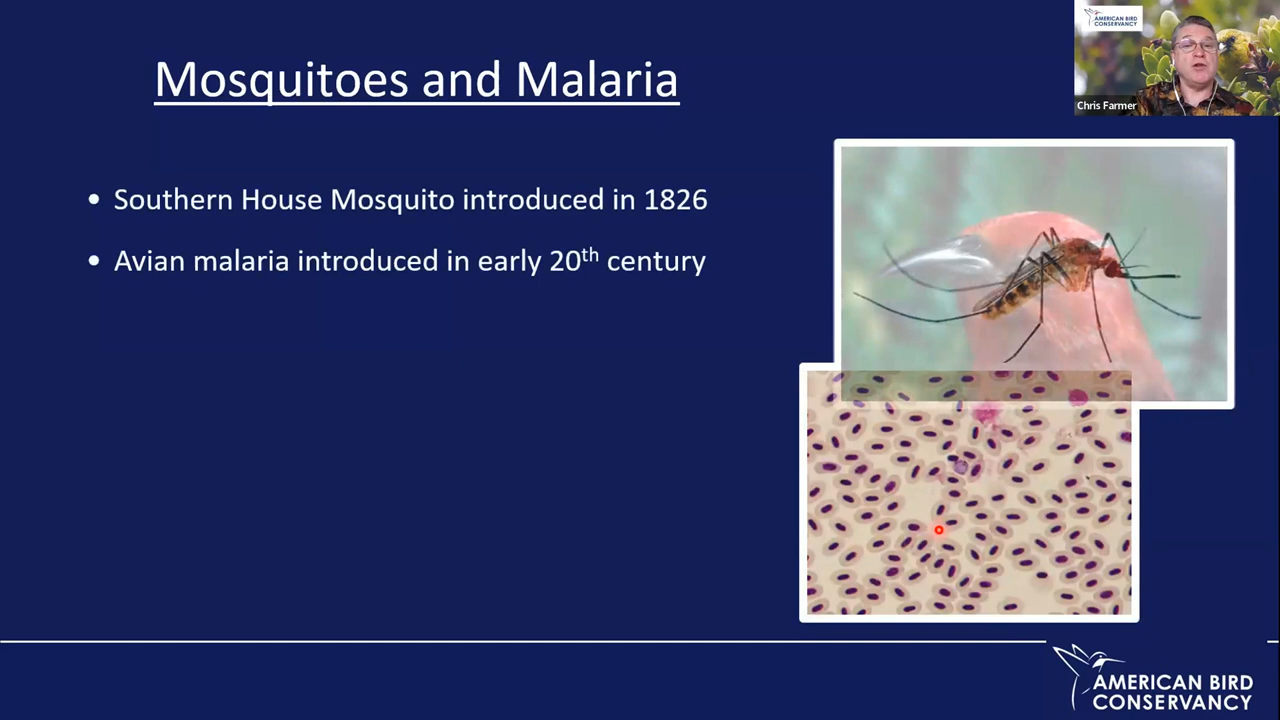 Mosquitoes and Malaria
AMERICAN BIRD
CONSERVANCY
Chris Farmer
• Southern House Mosquito introduced in 1826
• Avian malaria introduced in early 20th century
AMERICAN BIRD
CONSERVANCY